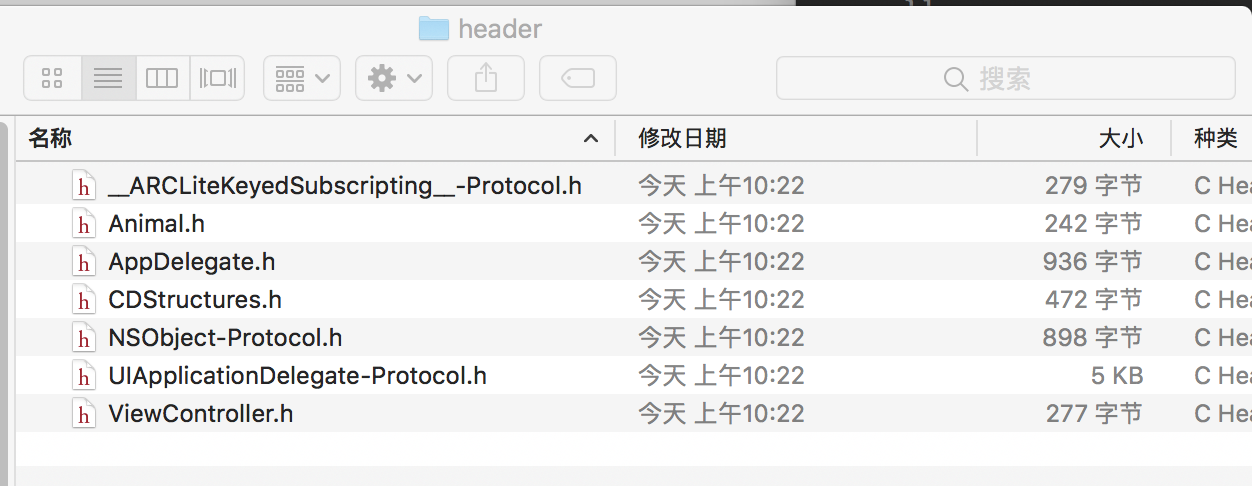 header
搜索
名称 修改日期 大小 种类
h __ARCLiteKeyedSubscripting__-Protocol.h 今天 上午10:22 279 字节 C Hea
h Animal.h 今天 上午10:22 242 字节 C Hea
h AppDelegate.h 今天 上午10:22 936 字节 C Hea
h CDStructures.h 今天 上午10:22 472 字节 C Hea
h NSObject-Protocol.h 今天 上午10:22 898 字节 C Hea
h UIApplicationDelegate-Protocol.h 今天 上午10:22 5 KB C Hea
h ViewController.h 今天 上午10:22 277 字节 C Hea